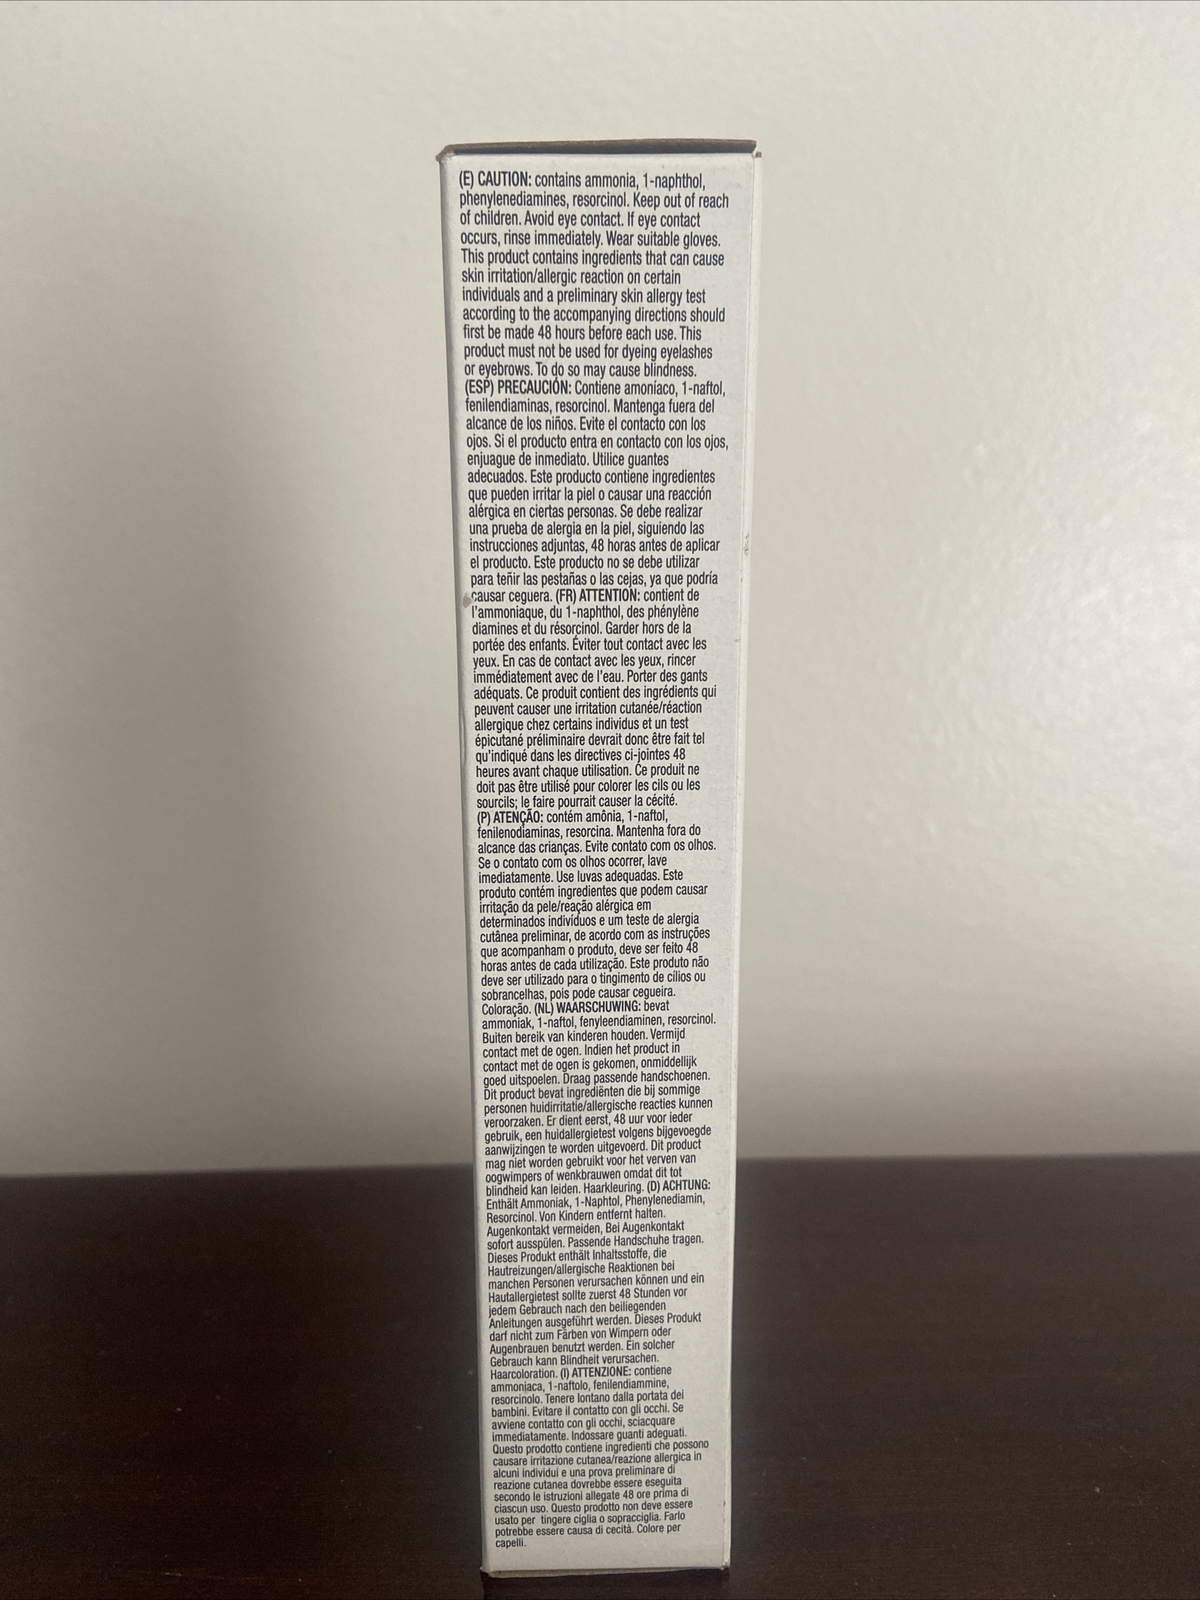 (E) CAUTION: contains ammonia, 1-naphthol,
phenylenediamines, resorcinol. Keep out of reach
of children. Avoid eye contact. If eye contact
occurs, rinse immediately. Wear suitable gloves.
This product contains ingredients that can cause
skin irritation/allergic reaction on certain
individuals and a preliminary skin allergy test
according to the accompanying directions should
first be made 48 hours before each use. This
product must not be used for dyeing eyelashes
or eyebrows. To do so may cause blindness.
(ESP) PRECAUCIÓN: Contiene amoníaco, 1-naftol,
fenilendiaminas, resorcinol. Mantenga fuera del
alcance de los niños. Evite el contacto con los
ojos. Si el producto entra en contacto con los ojos,
enjuague de inmediato. Utilice guantes
adecuados. Este producto contiene ingredientes
que pueden irritar la piel o causar una reacción
alérgica en ciertas personas. Se debe realizar
una prueba de alergia en la piel, siguiendo las
instrucciones adjuntas, 48 horas antes de aplicar
el producto. Este producto no se debe utilizar
para teñir las pestañas o las cejas, ya que podría
causar ceguera. (FR) ATTENTION: contient de
l'ammoniaque, du 1-naphthol, des phénylène
diamines et du résorcinol. Garder hors de la
portée des enfants. Éviter tout contact avec les
yeux. En cas de contact avec les yeux, rincer
immédiatement avec de l'eau. Porter des gants
adéquats. Ce produit contient des ingrédients qui
peuvent causer une irritation cutanée/réaction
allergique chez certains individus et un test
épicutané préliminaire devrait donc être fait tel
qu'indiqué dans les directives ci-jointes 48
heures avant chaque utilisation. Ce produit ne
doit pas être utilisé pour colorer les cils ou les
sourcils; le faire pourrait causer la cécité.
(P) ATENÇÃO: contém amônia, 1-naftol,
fenilenodiaminas, resorcina. Mantenha fora do
alcance das crianças. Evite contato com os olhos.
Se o contato com os olhos ocorrer, lave
imediatamente. Use luvas adequadas. Este
produto contém ingredientes que podem causar
irritação da pele/reação alérgica em
determinados indivíduos e um teste de alergia
cutânea preliminar, de acordo com as instruções
que acompanham o produto, deve ser feito 48
horas antes de cada utilização. Este produto não
deve ser utilizado para o tingimento de cílios ou
sobrancelhas, pois pode causar cegueira.
Coloração. (NL) WAARSCHUWING: bevat
ammoniak, 1-naftol, fenyleendiaminen, resorcinol.
Buiten bereik van kinderen houden. Vermijd
contact met de ogen. Indien het product in
contact met de ogen is gekomen, onmiddellijk
goed uitspoelen. Draag passende handschoenen.
Dit product bevat ingrediënten die bij sommige
personen huidirritatie/allergische reacties kunnen
veroorzaken. Er dient eerst, 48 uur voor ieder
gebruik, een huidallergietest volgens bijgevoegde
aanwijzingen te worden uitgevoerd. Dit product
mag niet worden gebruikt voor het verven van
oogwimpers of wenkbrauwen omdat dit tot
blindheid kan leiden. Haarkleuring. (D) ACHTUNG:
Enthält Ammoniak, 1-Naphtol, Phenylenediamin,
Resorcinol. Von Kindern entfernt halten.
Augenkontakt vermeiden, Bei Augenkontakt
sofort ausspülen. Passende Handschuhe tragen.
Dieses Produkt enthält Inhaltsstoffe, die
Hautreizungen/allergische Reaktionen bei
manchen Personen verursachen können und ein
Hautallergietest sollte zuerst 48 Stunden vor
jedem Gebrauch nach den beiliegenden
Anleitungen ausgeführt werden. Dieses Produkt
darf nicht zum Färben von Wimpern oder
Augenbrauen benutzt werden. Ein solcher
Gebrauch kann Blindheit verursachen.
Haarcoloration. (I) ATTENZIONE: contiene
ammoniaca, 1-naftolo, fenilendiammine,
resorcinolo. Tenere lontano dalla portata dei
bambini. Evitare il contatto con gli occhi. Se
avviene contatto con gli occhi, sciacquare
immediatamente. Indossare guanti adeguati.
Questo prodotto contiene ingredienti che possono
causare irritazione cutanea/reazione allergica in
alcuni individui e una prova preliminare di
reazione cutanea dovrebbe essere eseguita
secondo le istruzioni allegate 48 ore prima di
ciascun uso. Questo prodotto non deve essere
usato per tingere ciglia o sopracciglia. Farlo
potrebbe essere causa di cecità. Colore per
capelli.